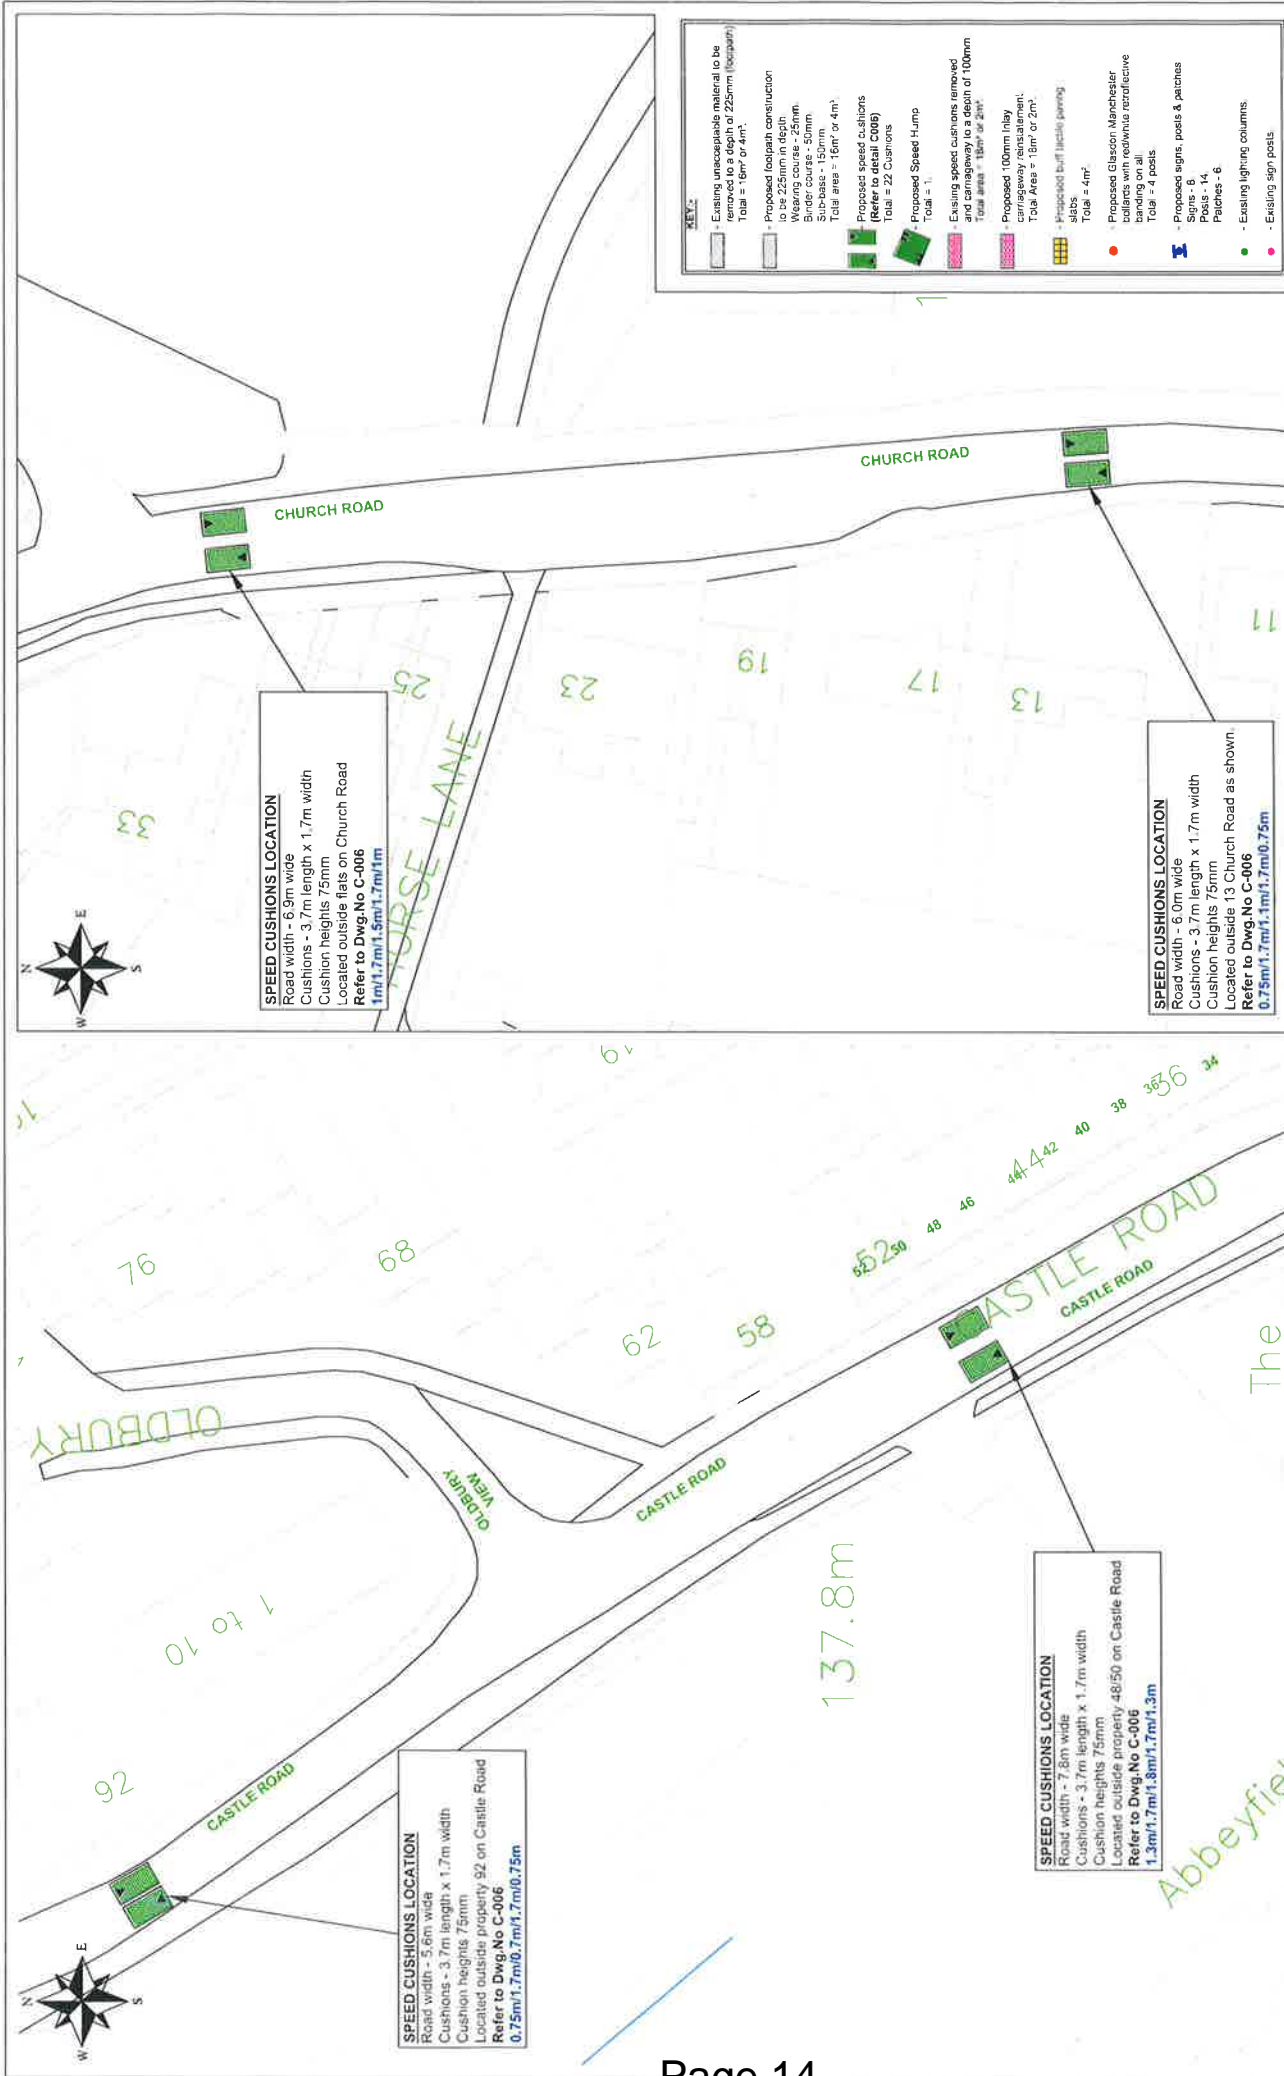 N
E
S
W
SPEED CUSHIONS LOCATION
Road width - 5.6m wide
Cushions - 3.7m length x 1.7m width
Cushion heights 75mm
Located outside property 92 on Castle Road
Refer to Dwg.No C-006
0.75m/1.7m/0.7m/1.7m/0.75m
92
CASTLE ROAD
1 to 10
OLDBURY
OLDBURY
VIEW
76
68
62
58
CASTLE ROAD
137.8m
52
52
50
48
46
44
44
42
40
38
36
36
34
19
CASTLE ROAD
CASTLE ROAD
The
Abbeyfie
SPEED CUSHIONS LOCATION
Road width - 7.8m wide
Cushions - 3.7m length x 1.7m width
Cushion heights 75mm
Located outside property 48/50 on Castle Road
Refer to Dwg.No C-006
1.3m/1.7m/1.8m/1.7m/1.3m
N
E
S
W
33
SPEED CUSHIONS LOCATION
Road width - 6.9m wide
Cushions - 3.7m length x 1.7m width
Cushion heights 75mm
Located outside flats on Church Road
Refer to Dwg.No C-006
1m/1.7m/1.5m/1.7m/1m
HORSE LANE
25
23
19
17
13
11
1
CHURCH ROAD
CHURCH ROAD
SPEED CUSHIONS LOCATION
Road width - 6.0m wide
Cushions - 3.7m length x 1.7m width
Cushion heights 75mm
Located outside 13 Church Road as shown.
Refer to Dwg.No C-006
0.75m/1.7m/1.1m/1.7m/0.75m
KEY:-
- Existing unacceptable material to be
removed to a depth of 225mm (footpath)
Total = 16m² or 4m³.
- Proposed footpath construction
to be 225mm in depth.
Wearing course - 25mm.
Binder course - 50mm.
Sub-base - 150mm.
Total area = 16m² or 4m³.
- Proposed speed cushions
(Refer to detail C006)
Total = 22 Cushions
- Proposed Speed Hump
Total = 1.
- Existing speed cushions removed
and carriageway to a depth of 100mm
Total area = 18m² or 2m³.
- Proposed 100mm Inlay
carriageway reinstatement.
Total Area = 18m² or 2m³.
- Proposed buff tactile paving
slabs.
Total = 4m².
- Proposed Glasdon Manchester
bollards with red/white retroflective
banding on all.
Total = 4 posts.
- Proposed signs, posts & patches
Signs - 8.
Posts - 14.
Patches - 6.
- Existing lighting columns.
- Existing sign posts.
Page 14